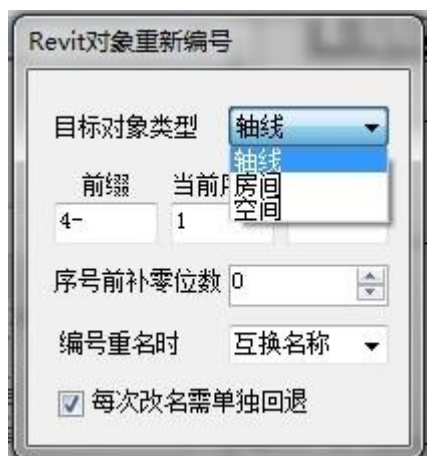 Revit对象重新编号
目标对象类型 轴线
轴线
房间
空间
前缀 当前
4- 1
序号前补零位数 0
编号重名时 互换名称
每次改名需单独回退